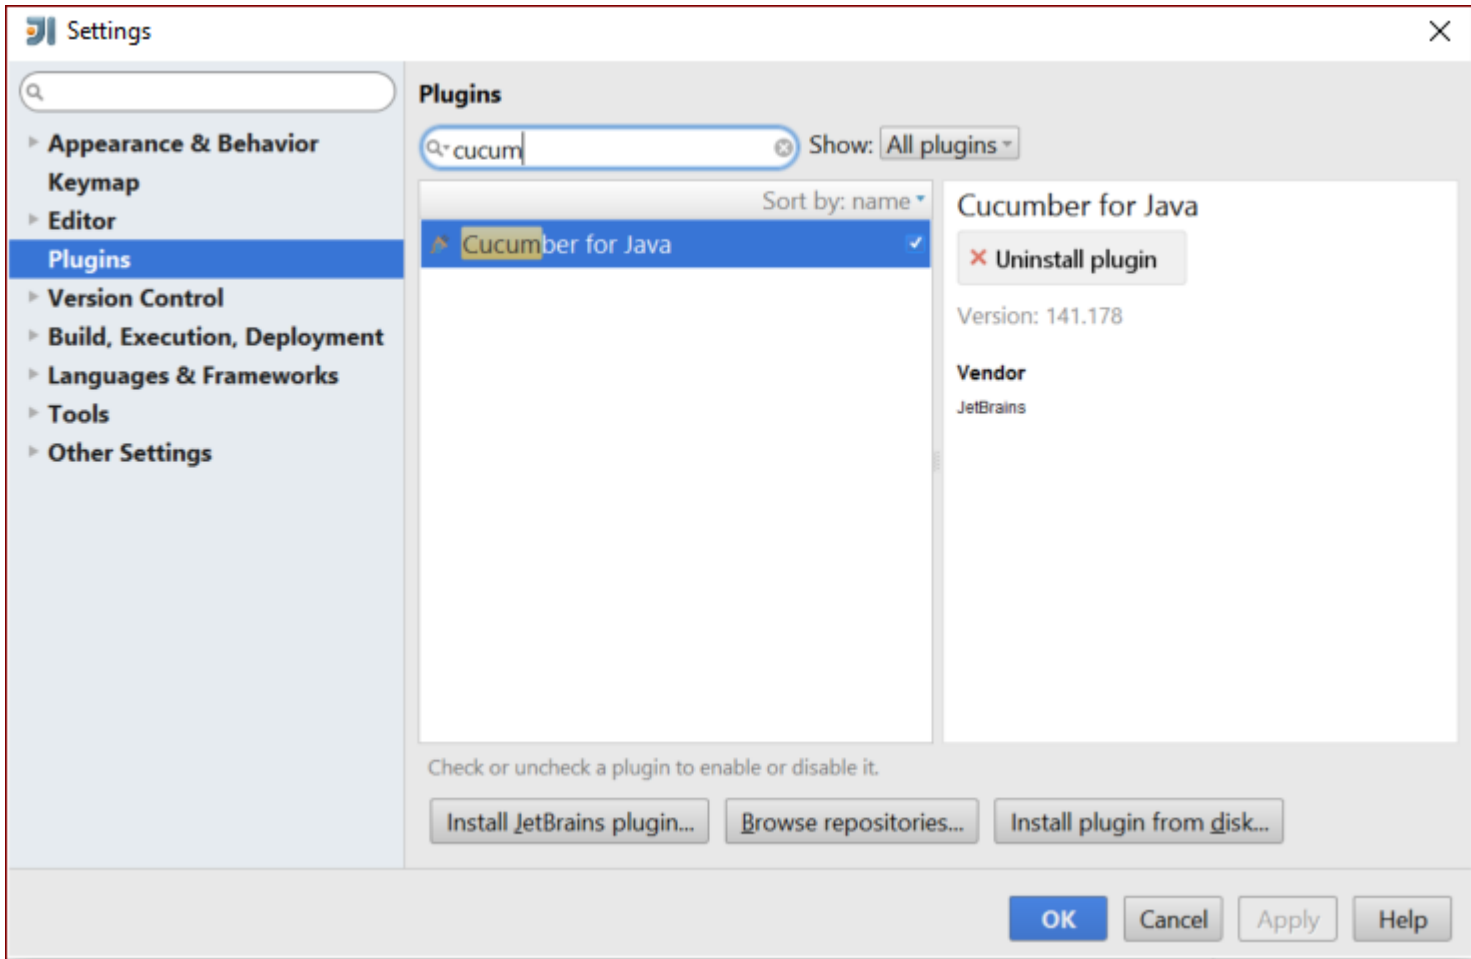 Settings
Appearance & Behavior
Keymap
Editor
Plugins
Version Control
Build, Execution, Deployment
Languages & Frameworks
Tools
Other Settings
Plugins
cucum
Show: All plugins
Sort by: name
Cucumber for Java
Cucumber for Java
Uninstall plugin
Version: 141.178
Vendor
JetBrains
Check or uncheck a plugin to enable or disable it.
Install JetBrains plugin... Browse repositories... Install plugin from disk...
OK Cancel Apply Help